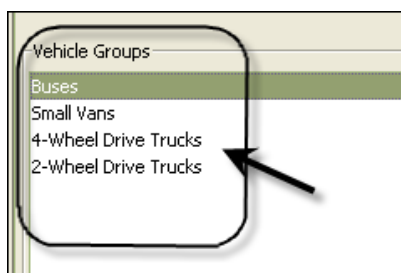 Vehicle Groups
Buses
Small Vans
4-Wheel Drive Trucks
2-Wheel Drive Trucks